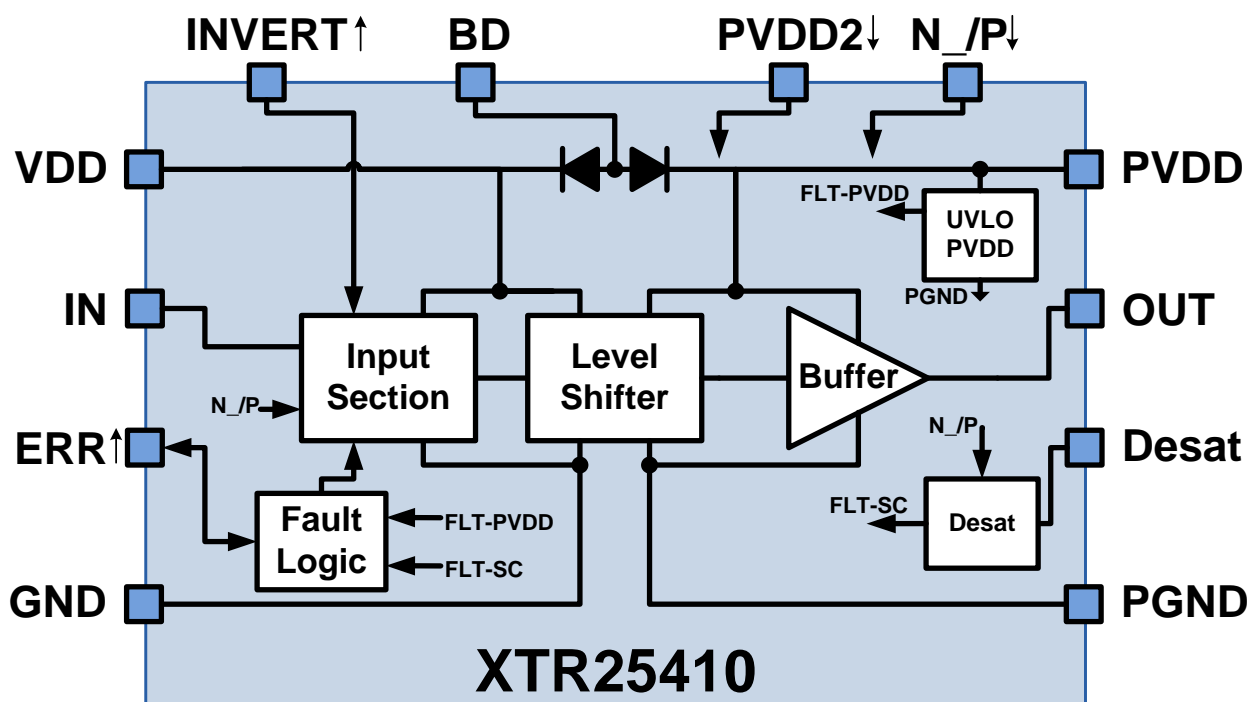 INVERT↑ BD PVDD2↓ N_/P↓
VDD
PVDD
FLT-PVDD
UVLO
PVDD
PGND
IN
OUT
Input
Section
Level
Shifter
Buffer
N_/P
N_/P
ERR↑
Desat
FLT-SC
Desat
Fault
Logic
FLT-PVDD
FLT-SC
GND
PGND
XTR25410